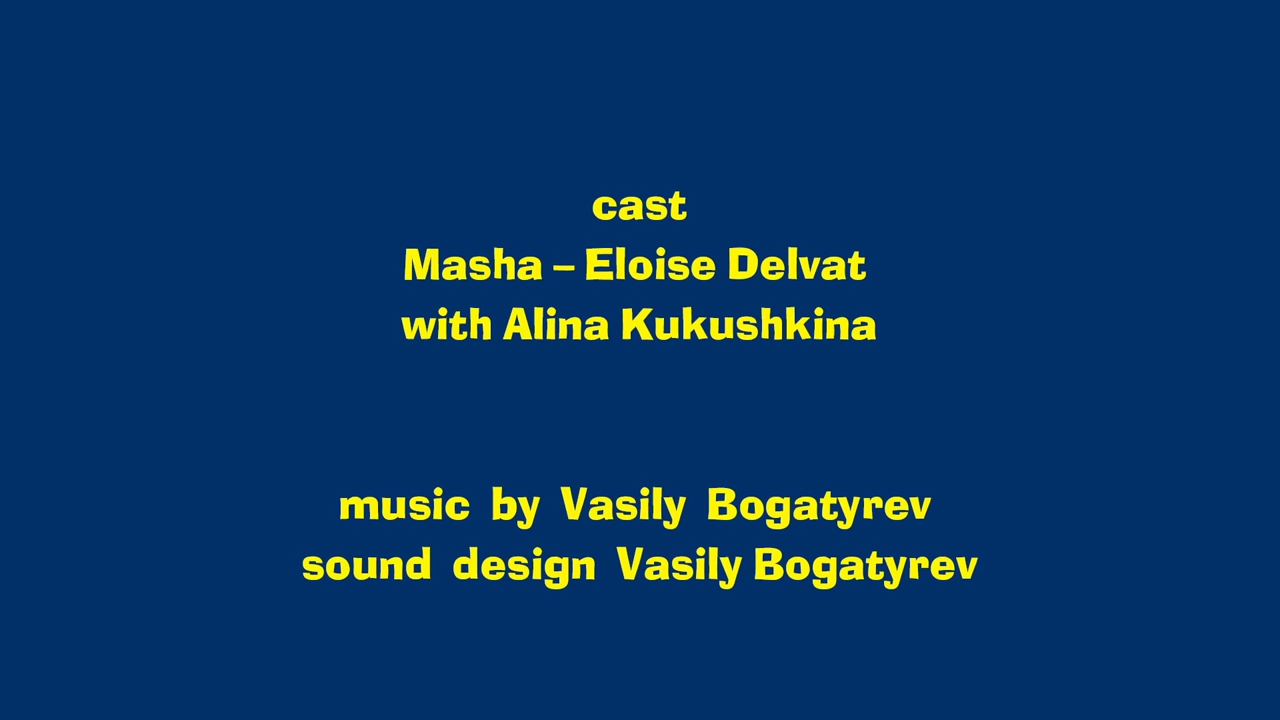 cast
Masha – Eloise Delvat
with Alina Kukushkina
music by Vasily Bogatyrev
sound design Vasily Bogatyrev